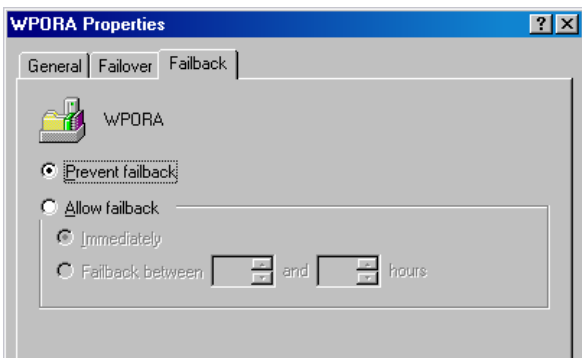 WPORA Properties
General Failover Failback
WPORA
Prevent failback
Allow failback
Immediately
Failback between and hours